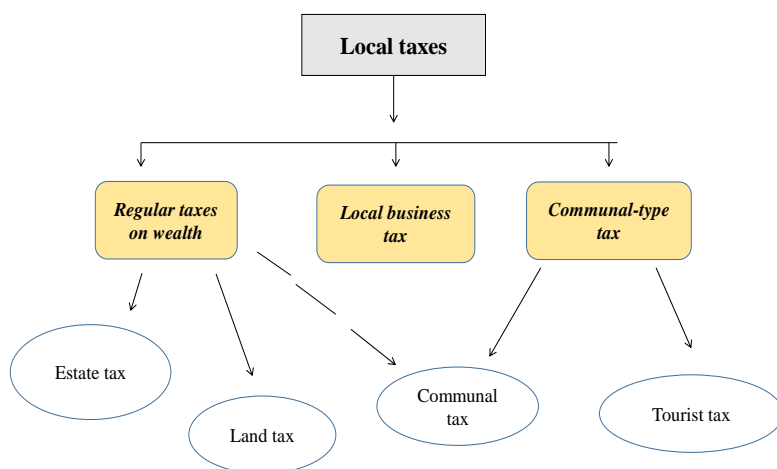 Local taxes
Regular taxes
on wealth
Local business
tax
Communal-type
tax
Estate tax
Land tax
Communal
tax
Tourist tax